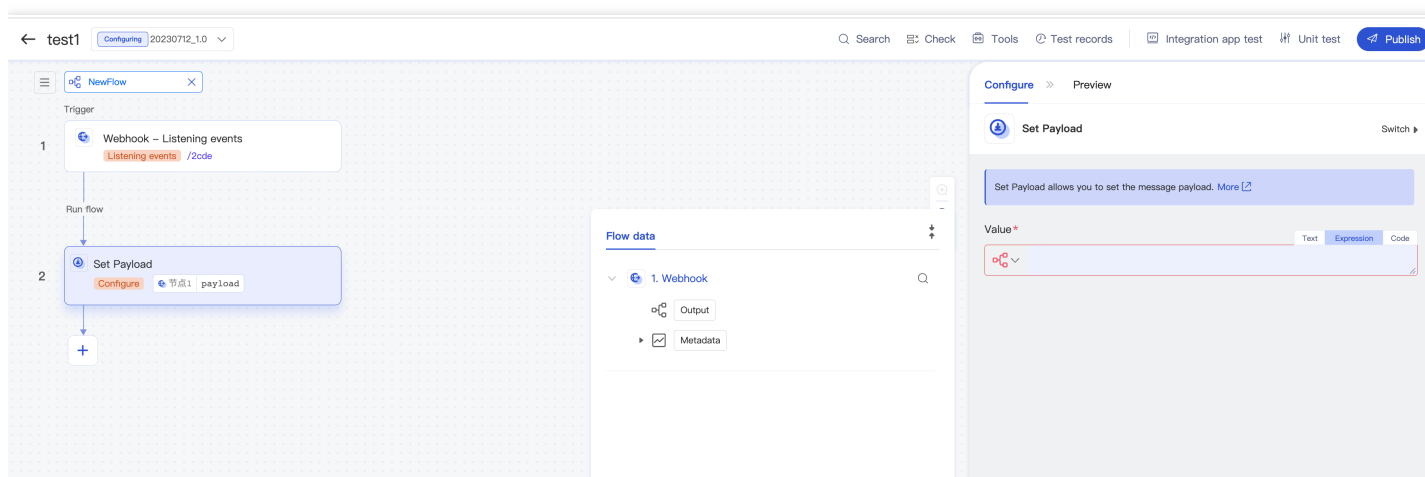 test1 Configuring 20230712_1.0
Search Check Tools Test records Integration app test Unit test Publish
NewFlow
Trigger
1
Webhook – Listening events
Listening events /2cde
Run flow
2
Set Payload
Configure 节点1 payload
+
Flow data
1. Webhook
Output
Metadata
Configure Preview
Set Payload Switch
Set Payload allows you to set the message payload. More
Value*
Text Expression Code